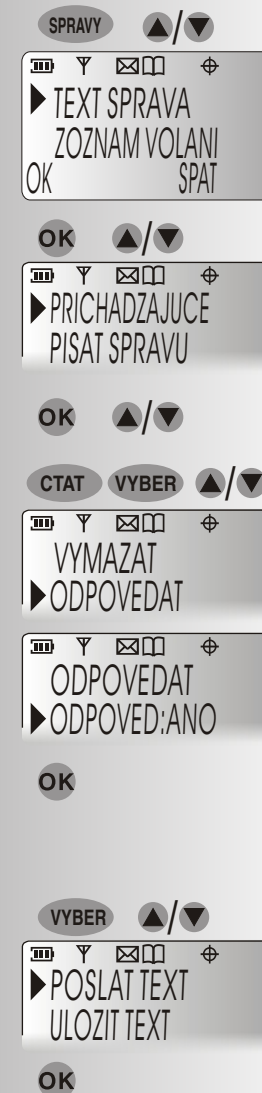 SPRAVY ▲/▼
▶TEXT SPRAVA
ZOZNAM VOLANI
OK SPAT
OK ▲/▼
▶PRICHADZAJUCE
PISAT SPRAVU
OK ▲/▼
CTAT VYBER ▲/▼
VYMAZAT
▶ODPOVEDAT
ODPOVEDAT
▶ODPOVED:ANO
OK
VYBER ▲/▼
▶POSLAT TEXT
ULOZIT TEXT
OK